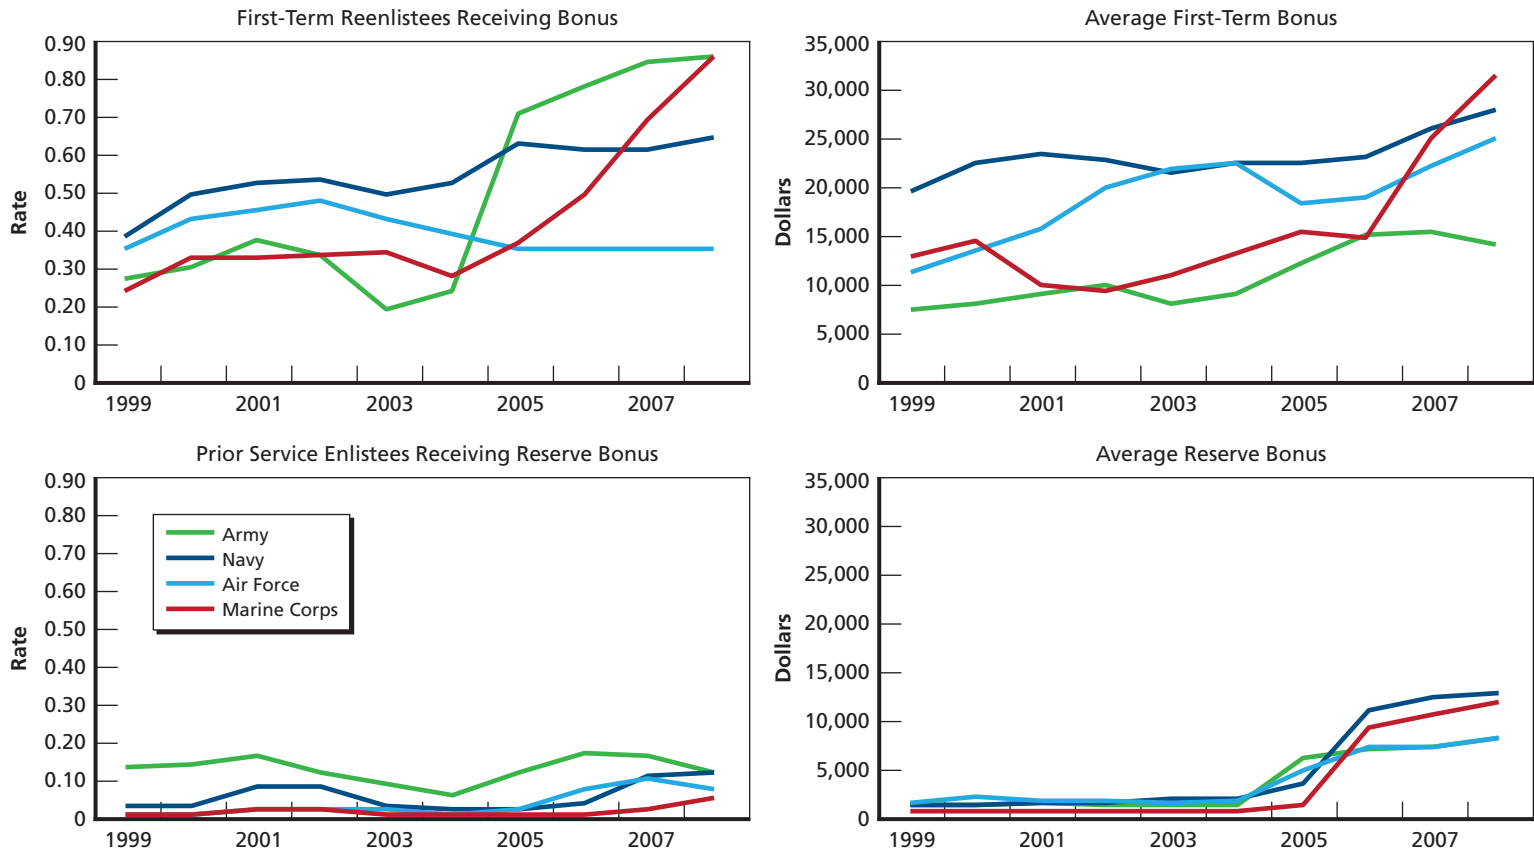 First-Term Reenlistees Receiving Bonus
0.90
0.80
0.70
0.60
0.50
0.40
0.30
0.20
0.10
0
Rate
1999 2001 2003 2005 2007
Average First-Term Bonus
35,000
30,000
25,000
20,000
15,000
10,000
5,000
0
Dollars
1999 2001 2003 2005 2007
Prior Service Enlistees Receiving Reserve Bonus
0.90
0.80
0.70
0.60
0.50
0.40
0.30
0.20
0.10
0
Rate
Army
Navy
Air Force
Marine Corps
1999 2001 2003 2005 2007
Average Reserve Bonus
35,000
30,000
25,000
20,000
15,000
10,000
5,000
0
Dollars
1999 2001 2003 2005 2007